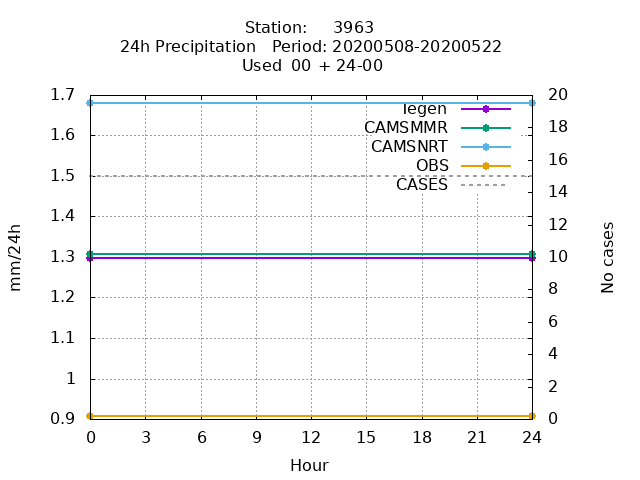 Station: 3963
24h Precipitation Period: 20200508-20200522
Used 00 + 24-00
1.7
1.6
1.5
1.4
1.3
1.2
1.1
1
0.9
mm/24h
Tegen
CAMSMMR
CAMSNRT
OBS
CASES
20
18
16
14
12
10
8
6
4
2
0
No cases
0 3 6 9 12 15 18 21 24
Hour